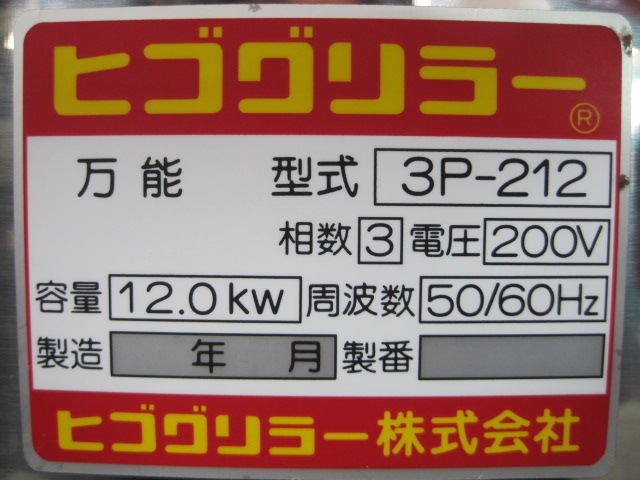 ヒゴグリラー®
万能 型式 3P-212
相数 3 電圧 200V
容量 12.0kw 周波数 50/60Hz
製造 年 月 製番
ヒゴグリラー株式会社